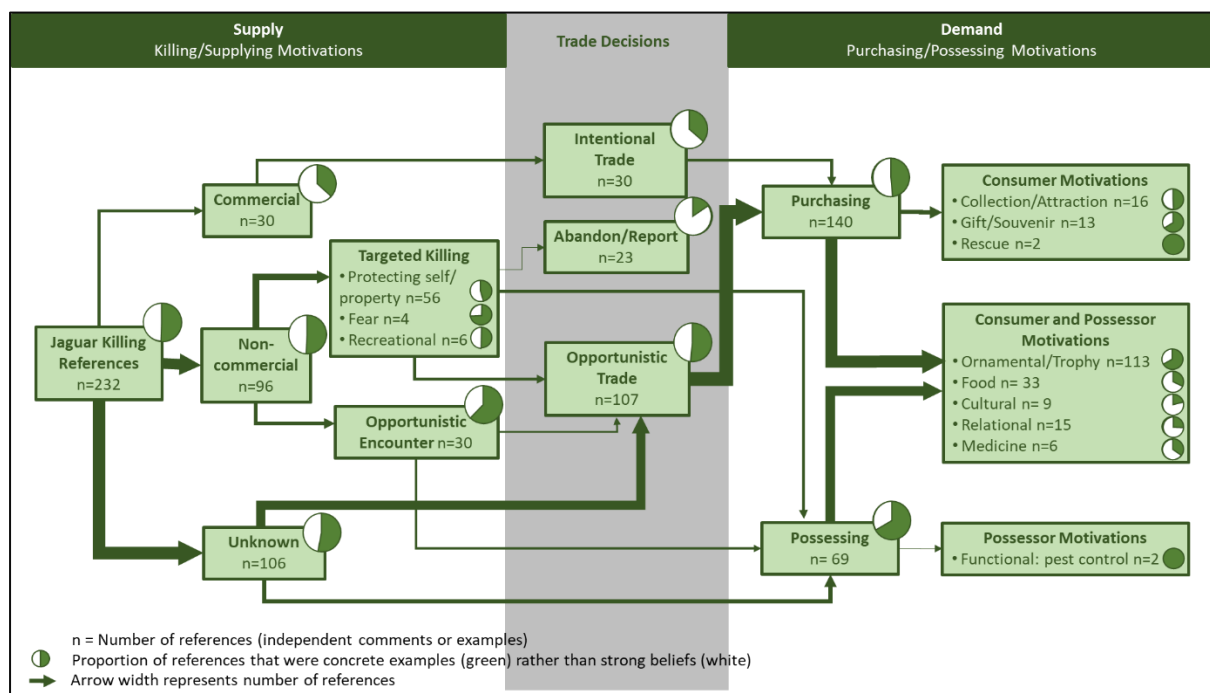 Supply
Killing/Supplying Motivations
Trade Decisions
Demand
Purchasing/Possessing Motivations
Jaguar Killing
References
n=232
Commercial
n=30
Non-
commercial
n=96
Unknown
n=106
Targeted Killing
• Protecting self/
property n=56
• Fear n=4
• Recreational n=6
Opportunistic
Encounter n=30
Intentional
Trade
n=30
Abandon/Report
n=23
Opportunistic
Trade
n=107
Purchasing
n=140
Possessing
n= 69
Consumer Motivations
• Collection/Attraction n=16
• Gift/Souvenir n=13
• Rescue n=2
Consumer and Possessor
Motivations
• Ornamental/Trophy n=113
• Food n= 33
• Cultural n= 9
• Relational n=15
• Medicine n=6
Possessor Motivations
• Functional: pest control n=2
n = Number of references (independent comments or examples)
Proportion of references that were concrete examples (green) rather than strong beliefs (white)
Arrow width represents number of references